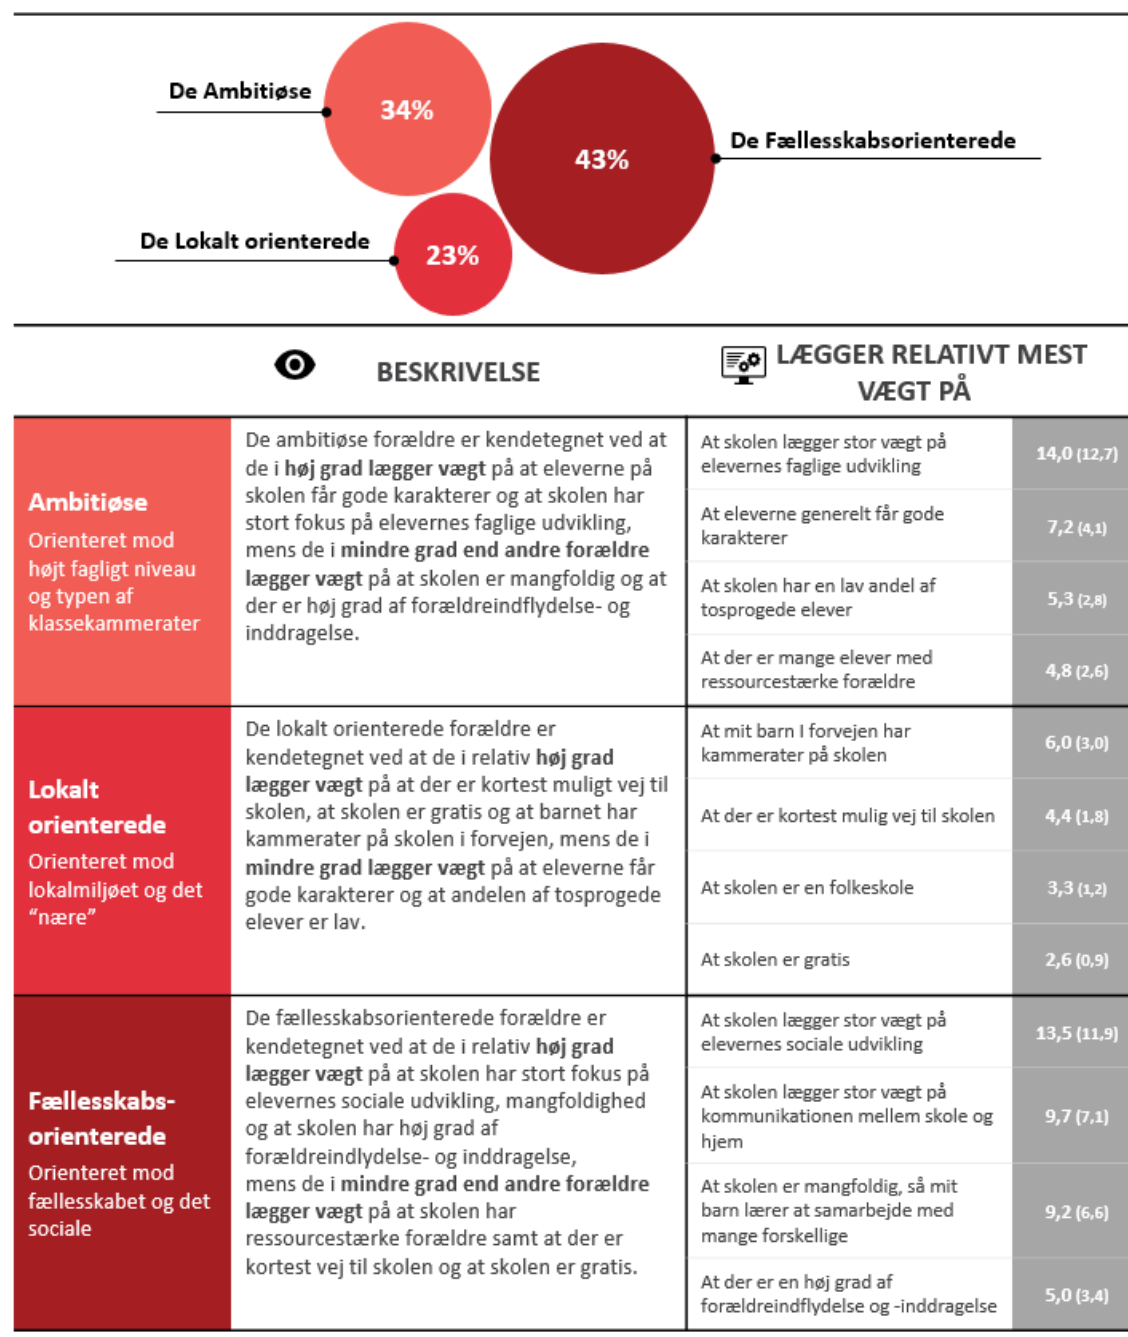 De Ambitiøse
34%
43%
De Fællesskabsorienterede
De Lokalt orienterede
23%
BESKRIVELSE
LÆGGER RELATIVT MEST
VÆGT PÅ
Ambitiøse
Orienteret mod
højt fagligt niveau
og typen af
klassekammerater
De ambitiøse forældre er kendetegnet ved at
de i høj grad lægger vægt på at eleverne på
skolen får gode karakterer og at skolen har
stort fokus på elevernes faglige udvikling,
mens de i mindre grad end andre forældre
lægger vægt på at skolen er mangfoldig og at
der er høj grad af forældreindflydelse- og
inddragelse.
At skolen lægger stor vægt på
elevernes faglige udvikling
14,0 (12,7)
At eleverne generelt får gode
karakterer
7,2 (4,1)
At skolen har en lav andel af
tosprogede elever
5,3 (2,8)
At der er mange elever med
ressourcestærke forældre
4,8 (2,6)
Lokalt
orienterede
Orienteret mod
lokalmiljøet og det
“nære”
De lokalt orienterede forældre er
kendetegnet ved at de i relativ høj grad
lægger vægt på at der er kortest muligt vej til
skolen, at skolen er gratis og at barnet har
kammerater på skolen i forvejen, mens de i
mindre grad lægger vægt på at eleverne får
gode karakterer og at andelen af tosprogede
elever er lav.
At mit barn I forvejen har
kammerater på skolen
6,0 (3,0)
At der er kortest mulig vej til skolen
4,4 (1,8)
At skolen er en folkeskole
3,3 (1,2)
At skolen er gratis
2,6 (0,9)
Fællesskabs-
orienterede
Orienteret mod
fællesskabet og det
sociale
De fællesskabsorienterede forældre er
kendetegnet ved at de i relativ høj grad
lægger vægt på at skolen har stort fokus på
elevernes sociale udvikling, mangfoldighed
og at skolen har høj grad af
forældreindlydelse- og inddragelse,
mens de i mindre grad end andre forældre
lægger vægt på at skolen har
ressourcestærke forældre samt at der er
kortest vej til skolen og at skolen er gratis.
At skolen lægger stor vægt på
elevernes sociale udvikling
13,5 (11,9)
At skolen lægger stor vægt på
kommunikationen mellem skole og
hjem
9,7 (7,1)
At skolen er mangfoldig, så mit
barn lærer at samarbejde med
mange forskellige
9,2 (6,6)
At der er en høj grad af
forældreindflydelse og -inddragelse
5,0 (3,4)